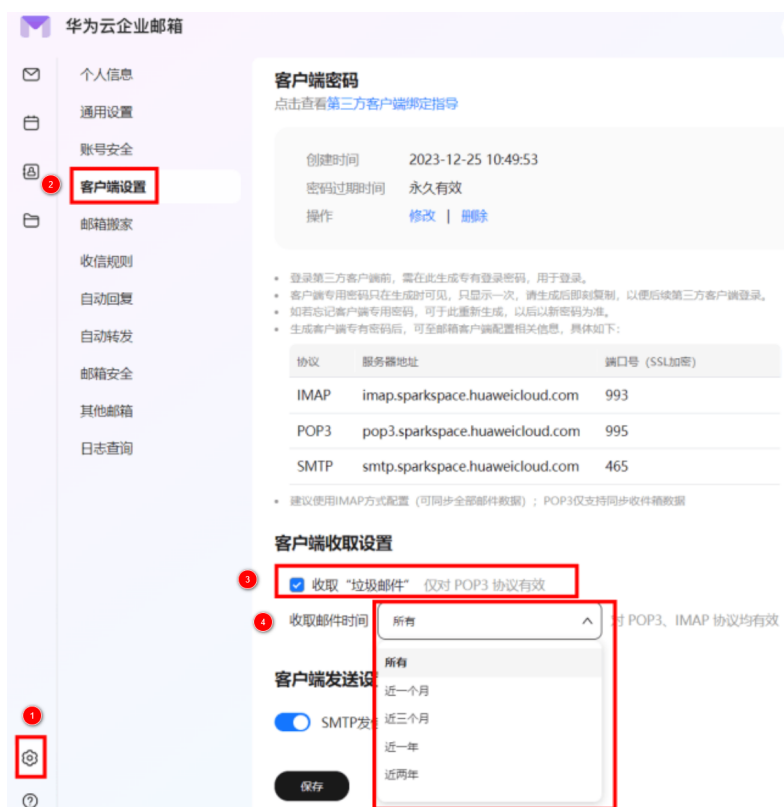 华为云企业邮箱
个人信息
通用设置
账号安全
2
客户端设置
邮箱搬家
收信规则
自动回复
自动转发
邮箱安全
其他邮箱
日志查询
1
客户端密码
点击查看第三方客户端绑定指导
创建时间 2023-12-25 10:49:53
密码过期时间 永久有效
操作 修改 | 删除
登录第三方客户端前，需在此生成专有登录密码，用于登录。
客户端专用密码只在生成时可见，只显示一次，请生成后即刻复制，以便后续第三方客户端登录。
如若忘记客户端专用密码，可于此重新生成，以后以新密码为准。
生成客户端专有密码后，可至邮箱客户端配置相关信息，具体如下：
协议 服务器地址 端口号（SSL加密）
IMAP imap.sparkspace.huaweicloud.com 993
POP3 pop3.sparkspace.huaweicloud.com 995
SMTP smtp.sparkspace.huaweicloud.com 465
建议使用IMAP方式配置（可同步全部邮件数据）；POP3仅支持同步收件箱数据
客户端收取设置
3
收取“垃圾邮件” 仅对 POP3 协议有效
4
收取邮件时间 所有 对 POP3、IMAP 协议均有效
所有
近一个月
近三个月
近一年
近两年
客户端发送设
SMTP发
保存